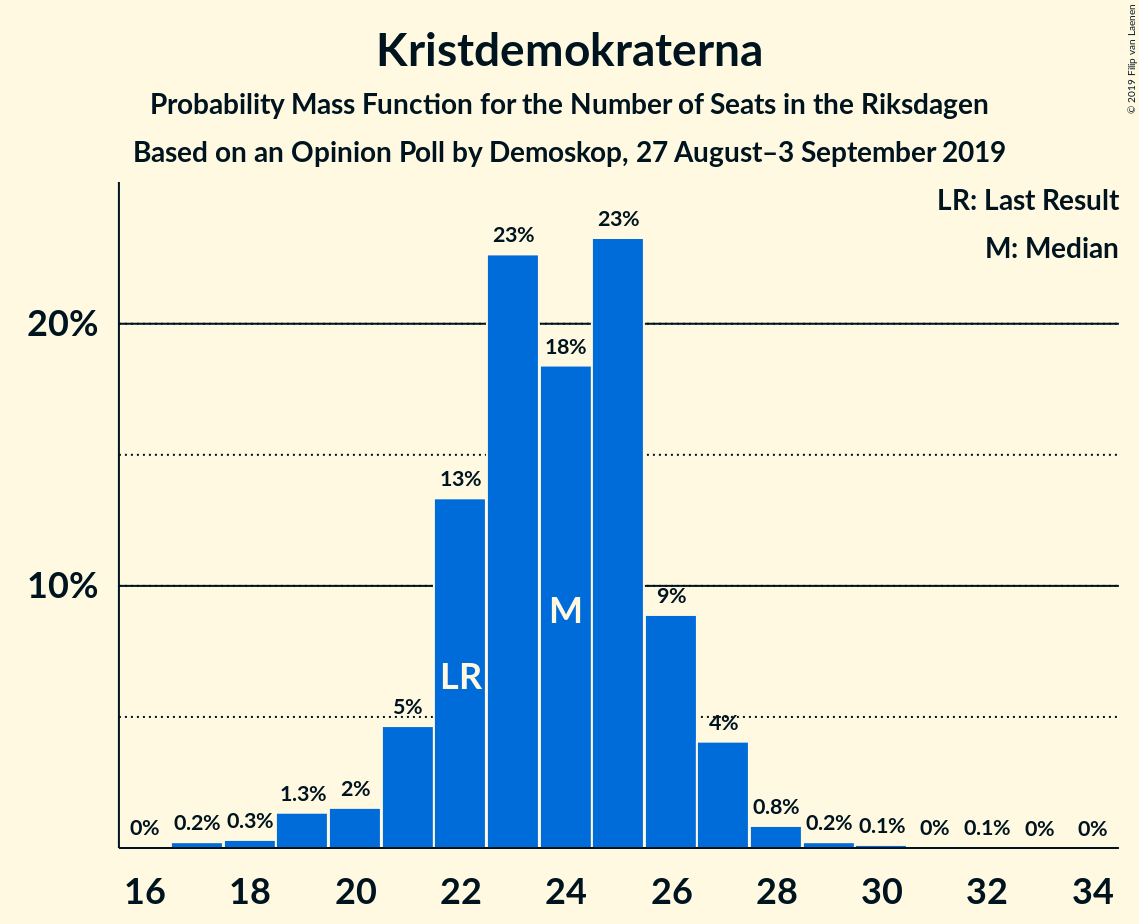 Kristdemokraterna
Probability Mass Function for the Number of Seats in the Riksdagen
Based on an Opinion Poll by Demoskop, 27 August–3 September 2019
© 2019 Filip van Laenen
LR: Last Result
M: Median
20%
10%
0%
0.2%
0.3%
1.3%
2%
5%
13%
23%
18%
23%
9%
4%
0.8%
0.2%
0.1%
0%
0.1%
0%
0%
LR
M
16 18 20 22 24 26 28 30 32 34